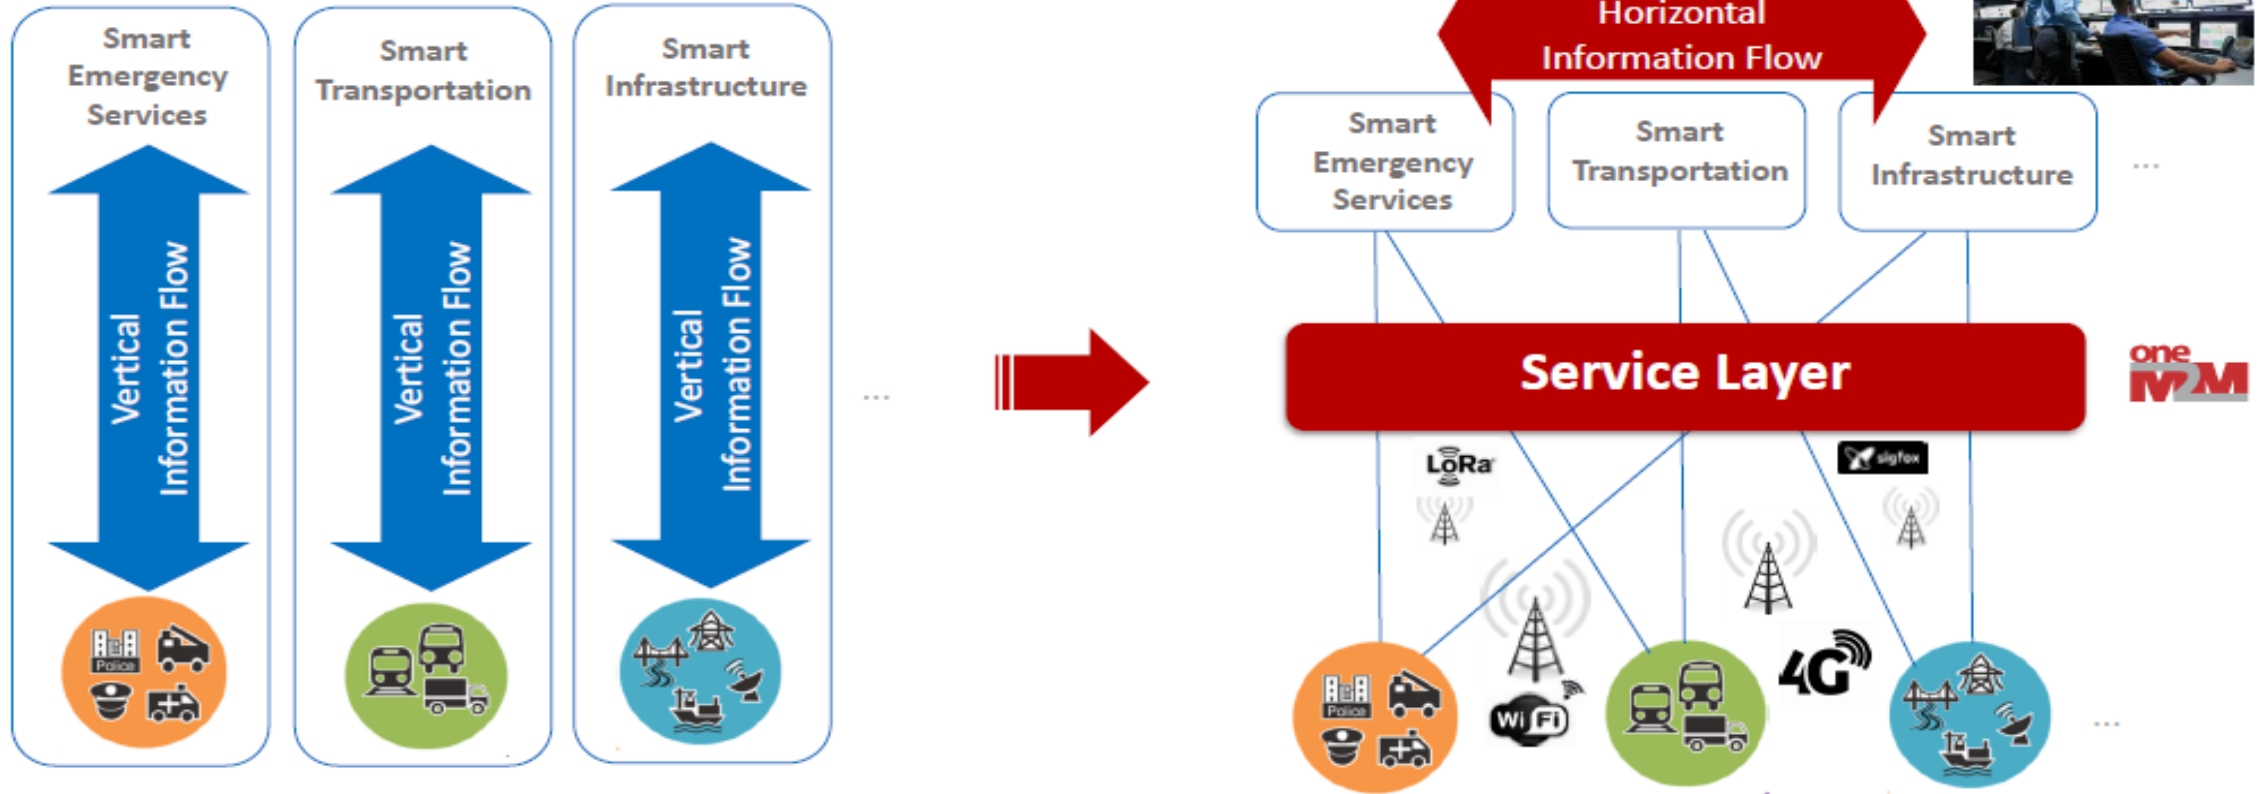 Smart
Emergency
Services
Vertical
Information Flow
Police
Smart
Transportation
Vertical
Information Flow
Smart
Infrastructure
Vertical
Information Flow
...
Horizontal
Information Flow
Smart
Emergency
Services
Smart
Transportation
Smart
Infrastructure
...
Service Layer
one
M2M
LoRa
sigfox
WiFi
4G
Police
...